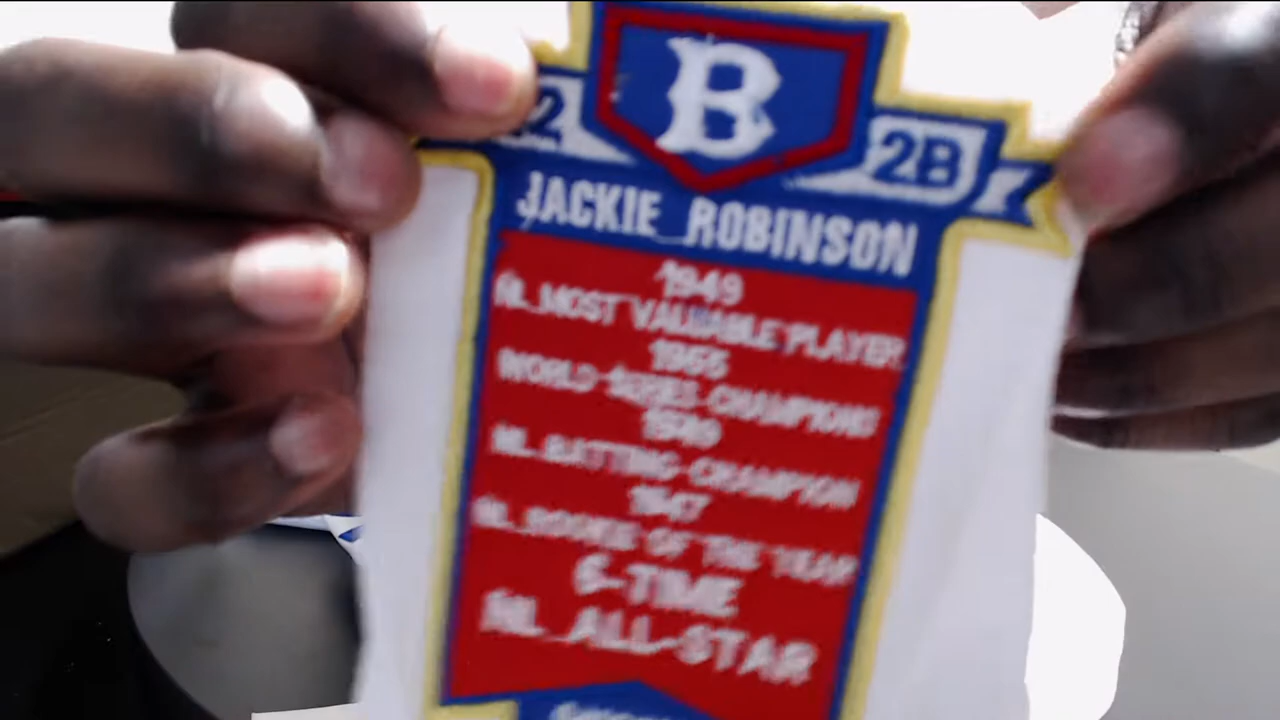 B
2B
JACKIE ROBINSON
1949
NL MOST VALUABLE PLAYER
1955
WORLD SERIES CHAMPIONS
1949
NL BATTING CHAMPION
1947
NL ROOKIE OF THE YEAR
6-TIME
NL ALL-STAR